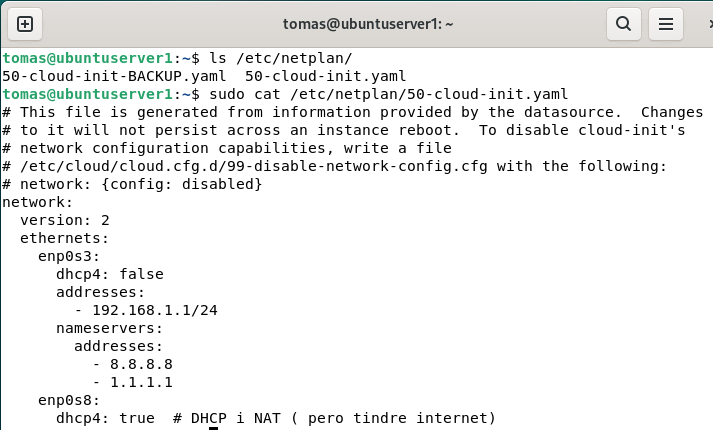 tomas@ubuntuserver1: ~
tomas@ubuntuserver1:~$ ls /etc/netplan/
50-cloud-init-BACKUP.yaml  50-cloud-init.yaml
tomas@ubuntuserver1:~$ sudo cat /etc/netplan/50-cloud-init.yaml
# This file is generated from information provided by the datasource.  Changes
# to it will not persist across an instance reboot.  To disable cloud-init's
# network configuration capabilities, write a file
# /etc/cloud/cloud.cfg.d/99-disable-network-config.cfg with the following:
# network: {config: disabled}
network:
  version: 2
  ethernets:
    enp0s3:
      dhcp4: false
      addresses:
        - 192.168.1.1/24
      nameservers:
        addresses:
          - 8.8.8.8
          - 1.1.1.1
    enp0s8:
      dhcp4: true  # DHCP i NAT ( pero tindre internet)